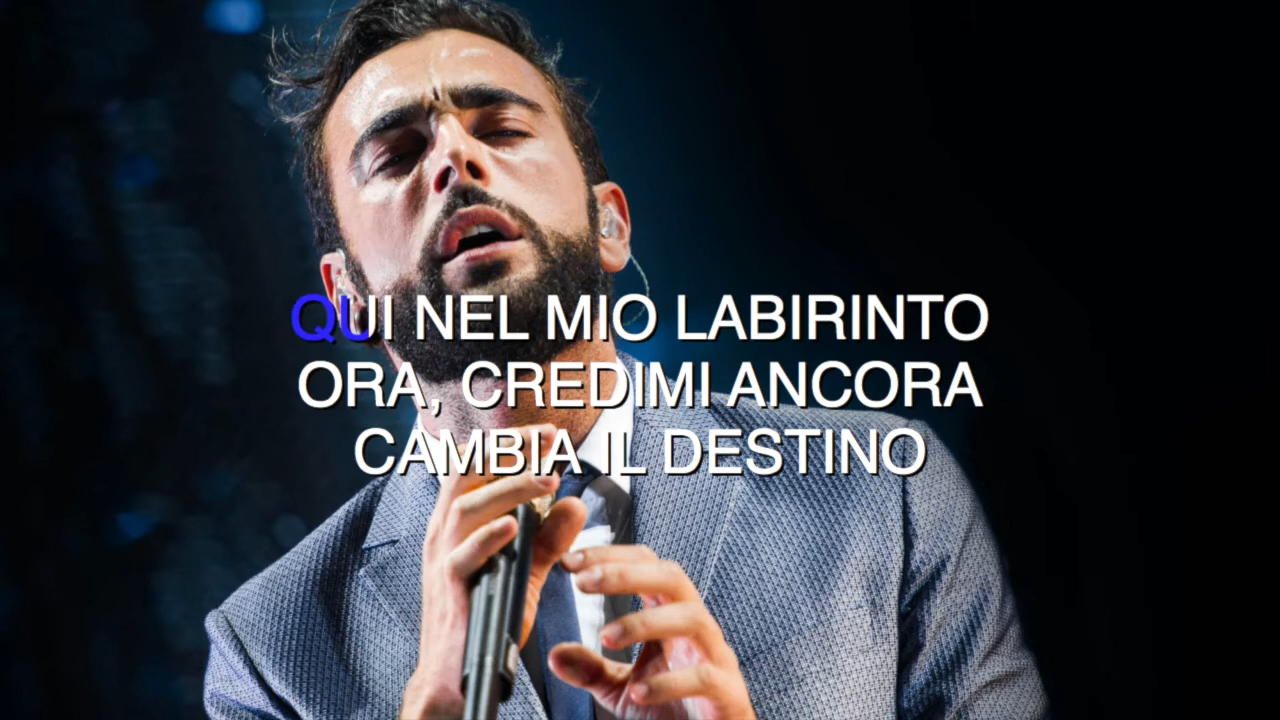 QUI NEL MIO LABIRINTO
ORA, CREDIMI ANCORA
CAMBIA IL DESTINO